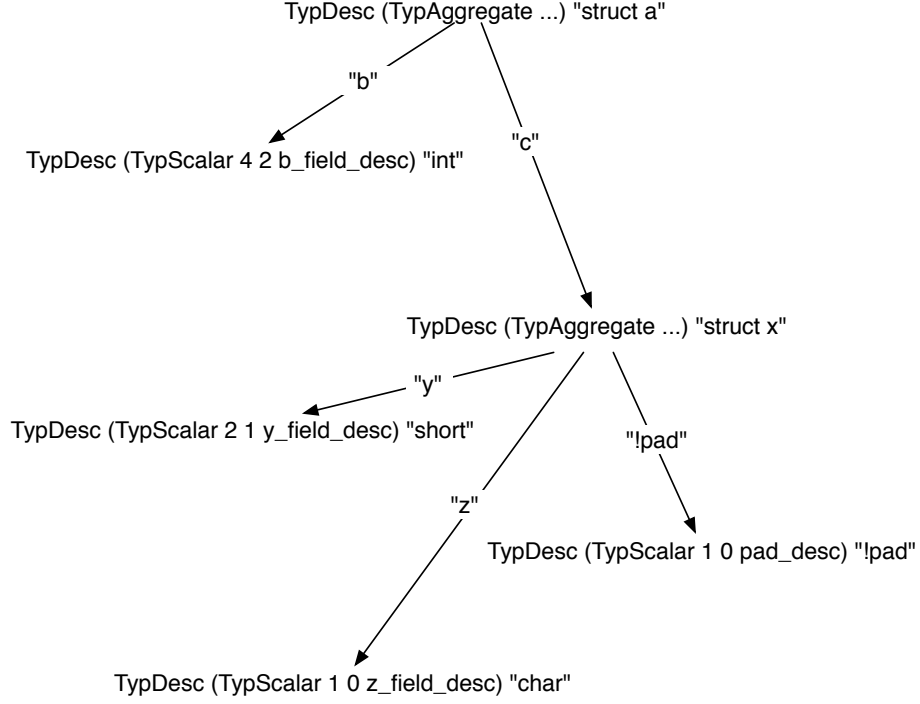 TypDesc (TypAggregate ...) "struct a"
"b"
"c"
TypDesc (TypScalar 4 2 b_field_desc) "int"
TypDesc (TypAggregate ...) "struct x"
"y"
TypDesc (TypScalar 2 1 y_field_desc) "short"
"!pad"
"z"
TypDesc (TypScalar 1 0 pad_desc) "!pad"
TypDesc (TypScalar 1 0 z_field_desc) "char"